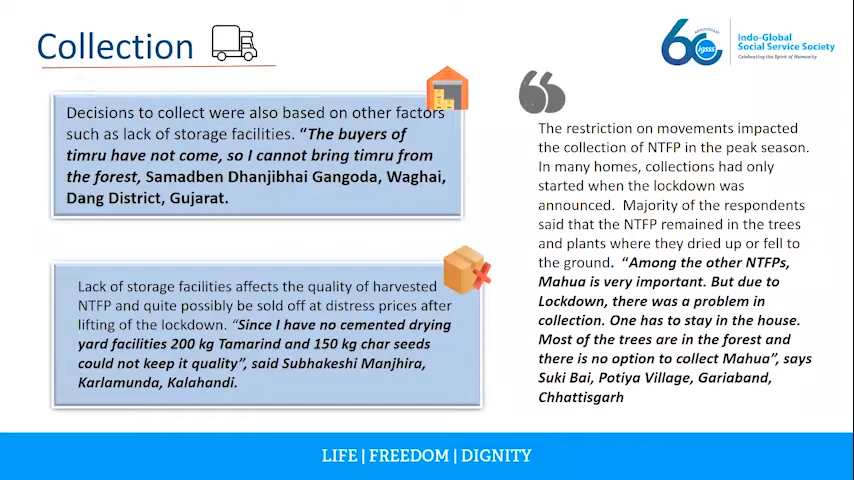 Collection
60
igsss
Indo-Global
Social Service Society
Celebrating the Spirit of Humanity
Decisions to collect were also based on other factors
such as lack of storage facilities. “The buyers of
timru have not come, so I cannot bring timru from
the forest, Samadben Dhanjibhai Gangoda, Waghai,
Dang District, Gujarat.
Lack of storage facilities affects the quality of harvested
NTFP and quite possibly be sold off at distress prices after
lifting of the lockdown. “Since I have no cemented drying
yard facilities 200 kg Tamarind and 150 kg char seeds
could not keep it quality”, said Subhakeshi Manjhira,
Karlamunda, Kalahandi.
The restriction on movements impacted
the collection of NTFP in the peak season.
In many homes, collections had only
started when the lockdown was
announced. Majority of the respondents
said that the NTFP remained in the trees
and plants where they dried up or fell to
the ground. “Among the other NTFPs,
Mahua is very important. But due to
Lockdown, there was a problem in
collection. One has to stay in the house.
Most of the trees are in the forest and
there is no option to collect Mahua”, says
Suki Bai, Potiya Village, Gariaband,
Chhattisgarh
LIFE | FREEDOM | DIGNITY